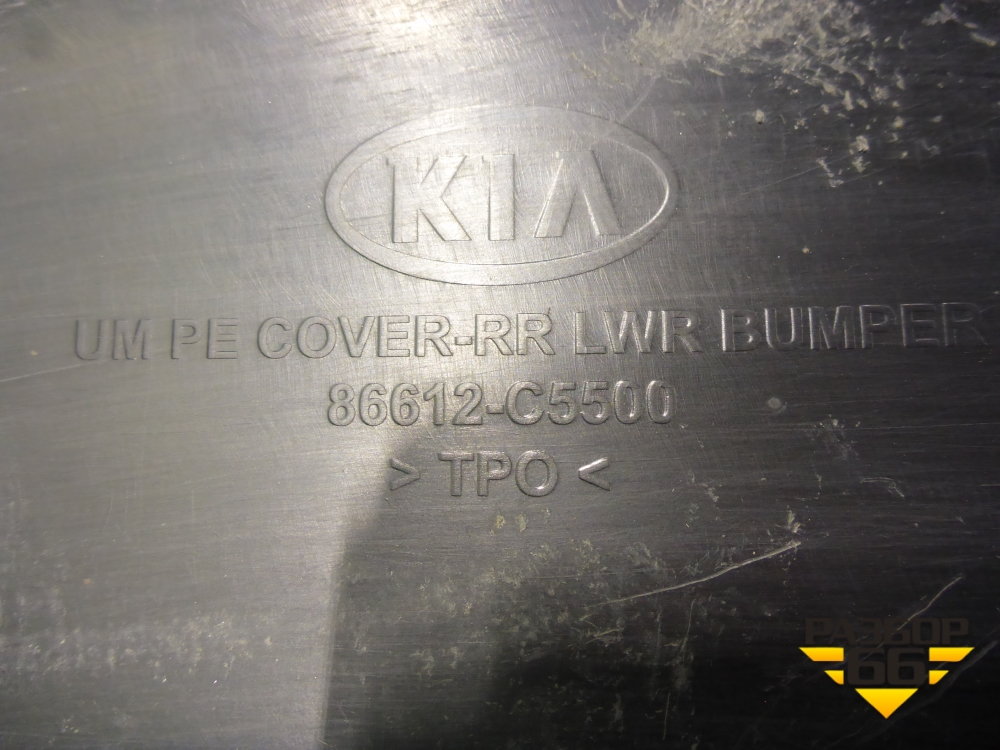 KIA
UM PE COVER-RR LWR BUMPER
86612-C5500
> TPO <
РАЗБОР
66